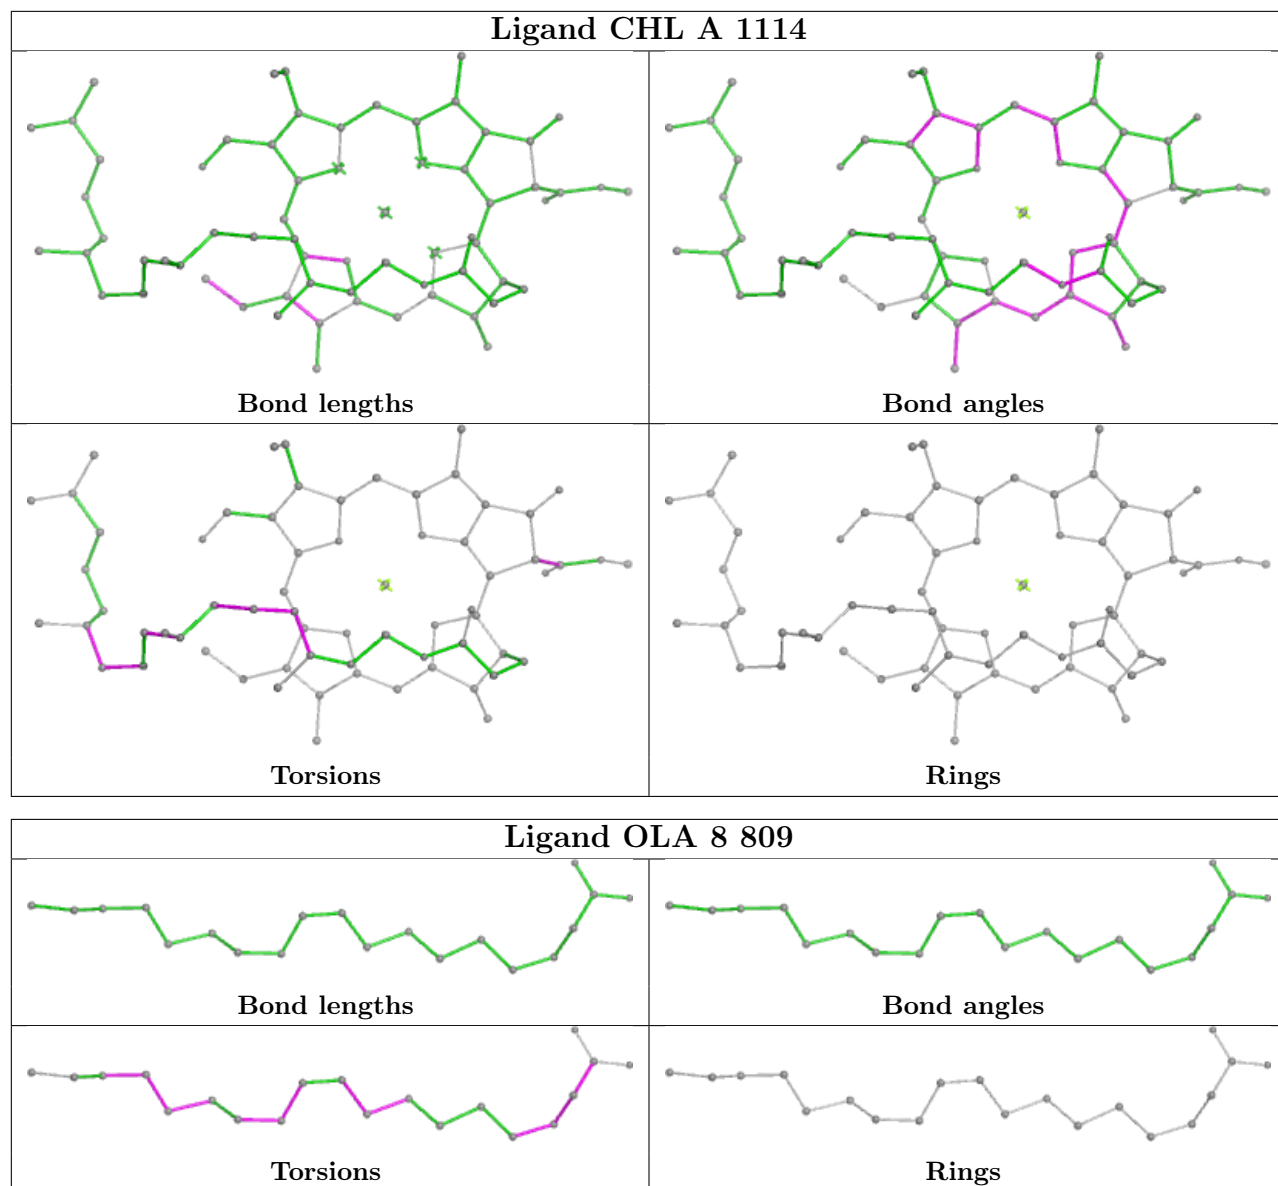 Ligand CHL A 1114
Bond lengths
Bond angles
Torsions
Rings
Ligand OLA 8 809
Bond lengths
Bond angles
Torsions
Rings